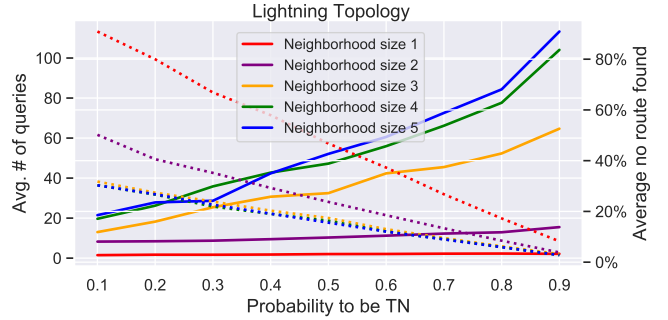 Lightning Topology
Neighborhood size 1
Neighborhood size 2
Neighborhood size 3
Neighborhood size 4
Neighborhood size 5
Avg. # of queries
100
80
60
40
20
0
80%
60%
40%
20%
0%
Average no route found
0.1 0.2 0.3 0.4 0.5 0.6 0.7 0.8 0.9
Probability to be TN